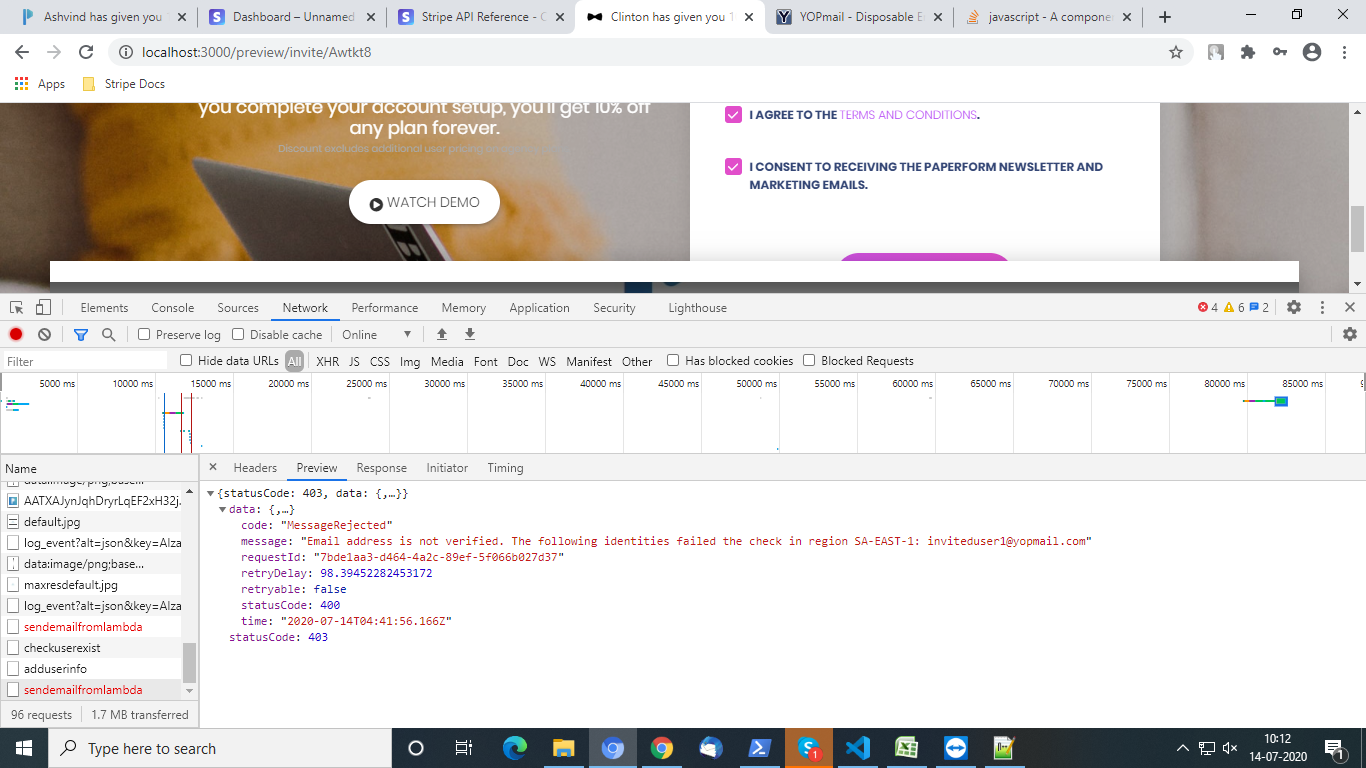 Ashvind has given you
Dashboard – Unnamed
Stripe API Reference - C
Clinton has given you 1
YOPmail - Disposable E
javascript - A componen
localhost:3000/preview/invite/Awtkt8
Apps
Stripe Docs
you complete your account setup, you'll get 10% off
any plan forever.
Discount excludes additional user pricing
WATCH DEMO
I AGREE TO THE TERMS AND CONDITIONS.
I CONSENT TO RECEIVING THE PAPERFORM NEWSLETTER AND
MARKETING EMAILS.
Elements Console Sources Network Performance Memory Application Security Lighthouse 4 6 2
Preserve log Disable cache Online
Filter Hide data URLs All XHR JS CSS Img Media Font Doc WS Manifest Other Has blocked cookies Blocked Requests
5000 ms 10000 ms 15000 ms 20000 ms 25000 ms 30000 ms 35000 ms 40000 ms 45000 ms 50000 ms 55000 ms 60000 ms 65000 ms 70000 ms 75000 ms 80000 ms 85000 ms
Name
data:image/png;base...
AATXAJynJqhDryrLqEF2xH32j.
default.jpg
log_event?alt=json&key=AIza
data:image/png;base...
maxresdefault.jpg
log_event?alt=json&key=AIza
sendemailfromlambda
checkuserexist
adduserinfo
sendemailfromlambda
96 requests 1.7 MB transferred
Headers Preview Response Initiator Timing
{statusCode: 403, data: {,…}}
data: {,…}
code: "MessageRejected"
message: "Email address is not verified. The following identities failed the check in region SA-EAST-1: inviteduser1@yopmail.com"
requestId: "7bde1aa3-d464-4a2c-89ef-5f066b027d37"
retryDelay: 98.39452282453172
retryable: false
statusCode: 400
time: "2020-07-14T04:41:56.166Z"
statusCode: 403
Type here to search
1
10:12
14-07-2020
1